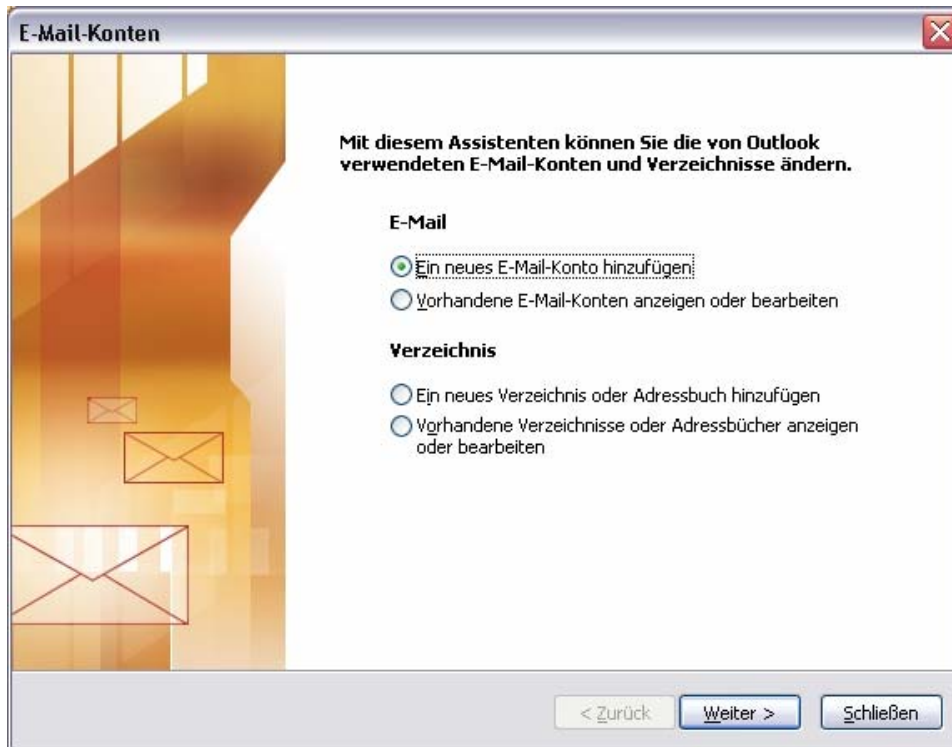 E-Mail-Konten
Mit diesem Assistenten können Sie die von Outlook
verwendeten E-Mail-Konten und Verzeichnisse ändern.
E-Mail
Ein neues E-Mail-Konto hinzufügen
Vorhandene E-Mail-Konten anzeigen oder bearbeiten
Verzeichnis
Ein neues Verzeichnis oder Adressbuch hinzufügen
Vorhandene Verzeichnisse oder Adressbücher anzeigen
oder bearbeiten
< Zurück
Weiter >
Schließen